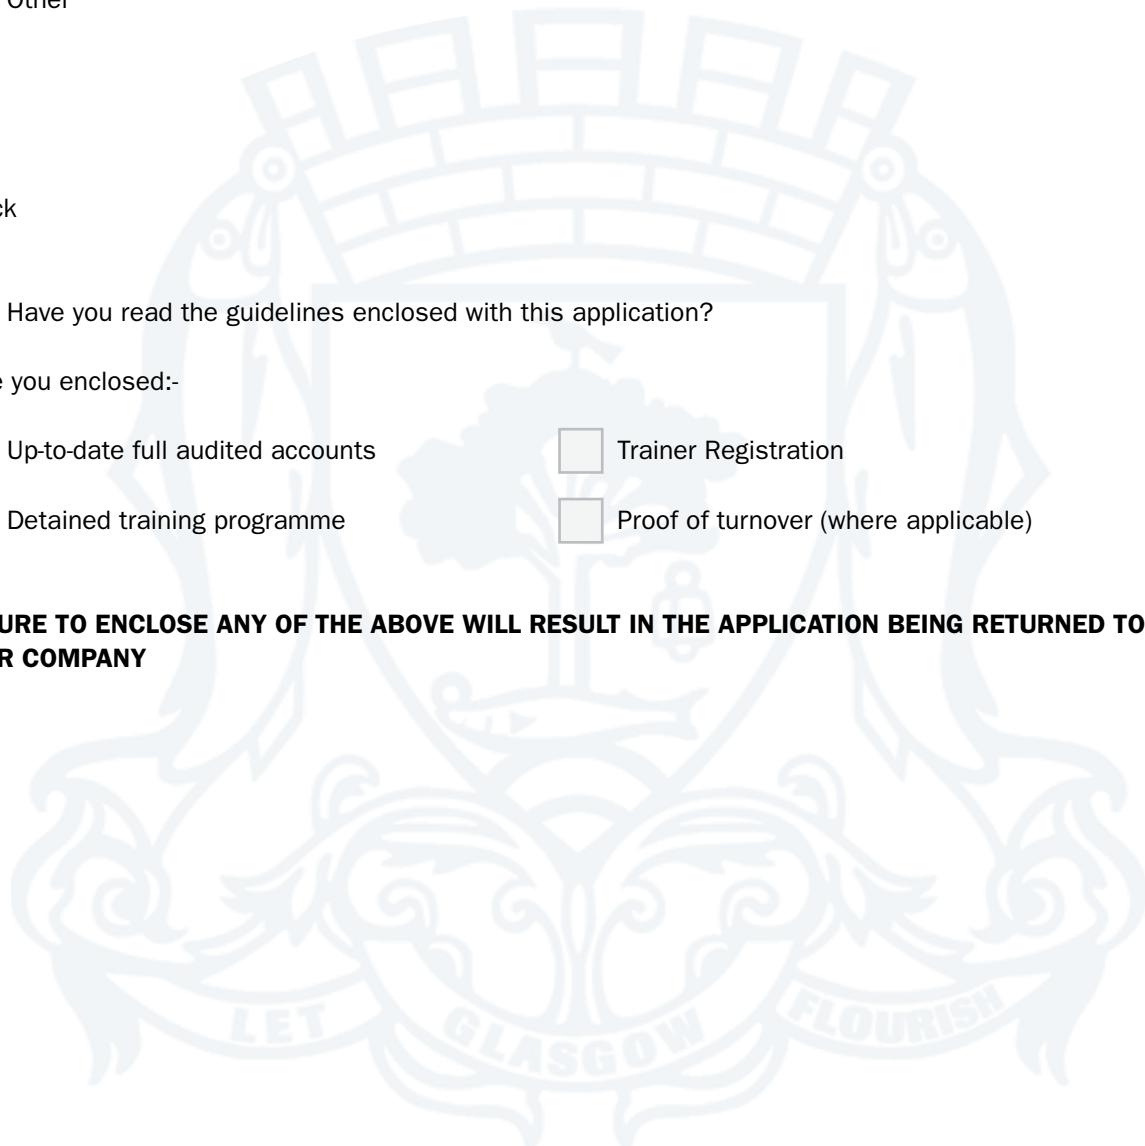 Other
ck
Have you read the guidelines enclosed with this application?
e you enclosed:-
Up-to-date full audited accounts Trainer Registration
Detained training programme Proof of turnover (where applicable)
URE TO ENCLOSE ANY OF THE ABOVE WILL RESULT IN THE APPLICATION BEING RETURNED TO
R COMPANY
LET GLASGOW FLOURISH